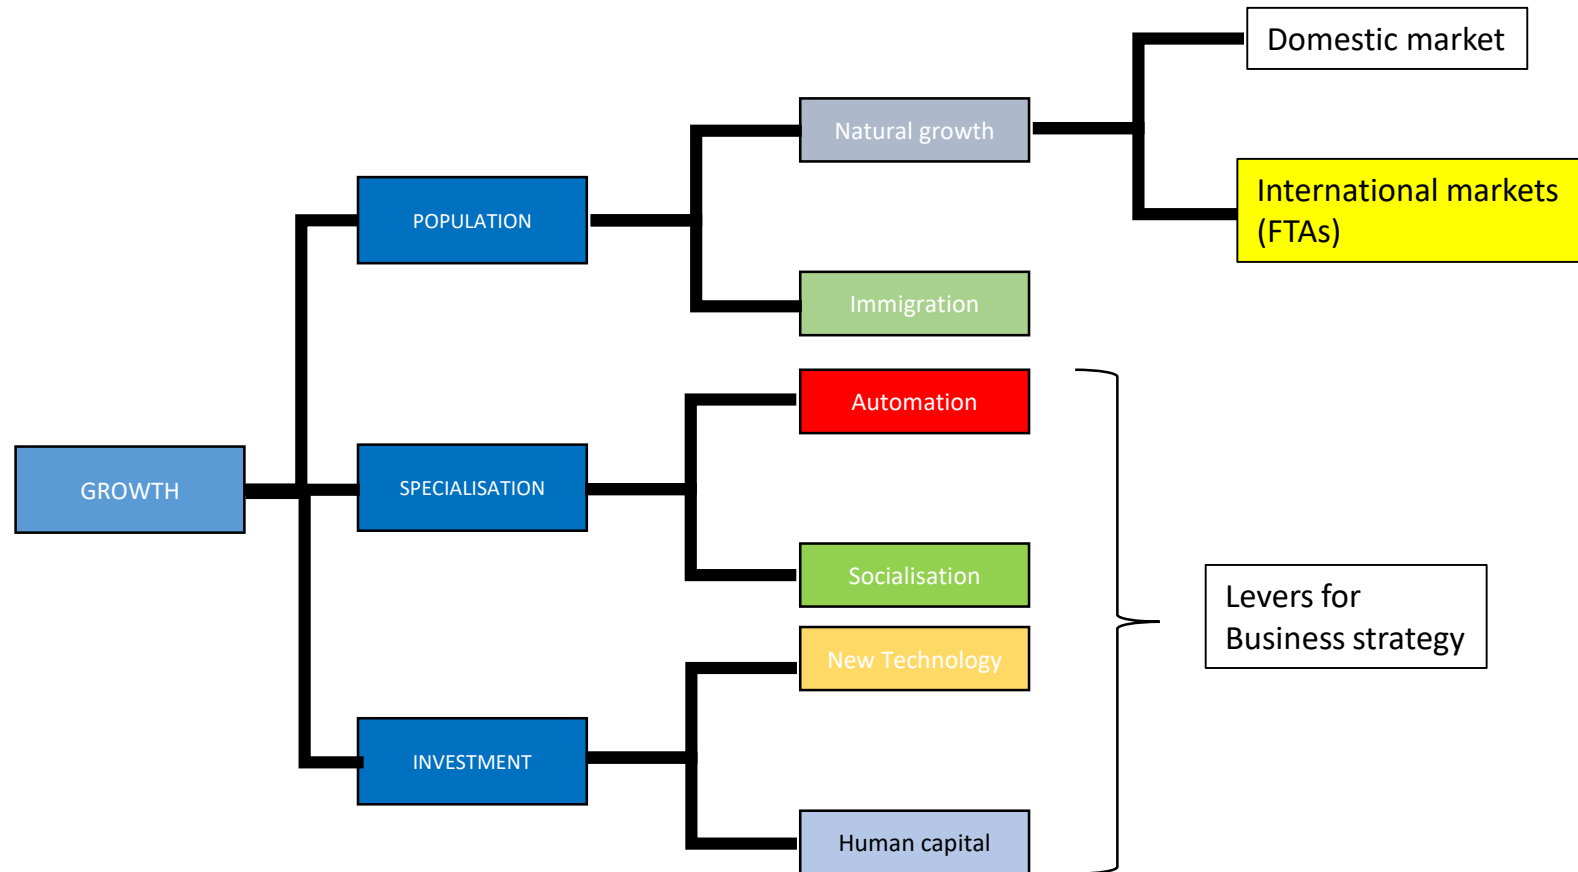 Domestic market
Natural growth
International markets
(FTAs)
POPULATION
Immigration
Automation
GROWTH
SPECIALISATION
Socialisation
Levers for
Business strategy
New Technology
INVESTMENT
Human capital